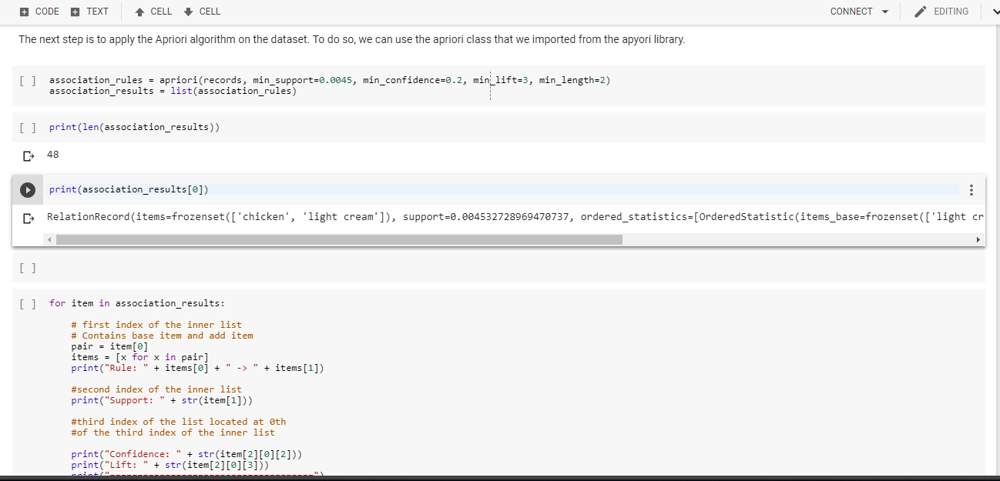 CODE TEXT CELL CELL CONNECT EDITING
The next step is to apply the Apriori algorithm on the dataset. To do so, we can use the apriori class that we imported from the apyori library.
[ ] association_rules = apriori(records, min_support=0.0045, min_confidence=0.2, min_lift=3, min_length=2)
association_results = list(association_rules)
[ ] print(len(association_results))
48
print(association_results[0])
RelationRecord(items=frozenset(['chicken', 'light cream']), support=0.004532728969470737, ordered_statistics=[OrderedStatistic(items_base=frozenset(['light cr
[ ]
[ ] for item in association_results:
# first index of the inner list
# Contains base item and add item
pair = item[0]
items = [x for x in pair]
print("Rule: " + items[0] + " -> " + items[1])
#second index of the inner list
print("Support: " + str(item[1]))
#third index of the list located at 0th
#of the third index of the inner list
print("Confidence: " + str(item[2][0][2]))
print("Lift: " + str(item[2][0][3]))